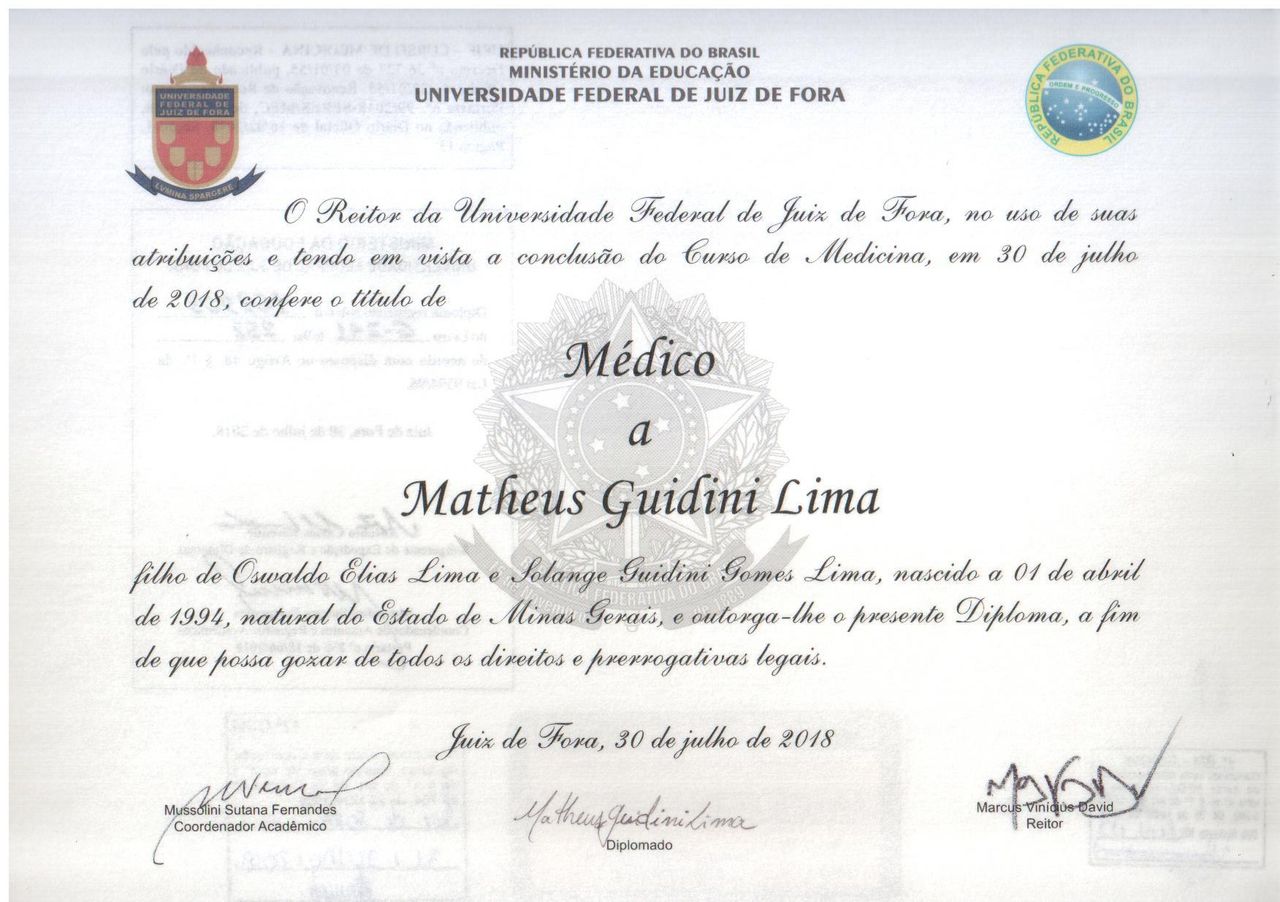 REPÚBLICA FEDERATIVA DO BRASIL
MINISTÉRIO DA EDUCAÇÃO
UNIVERSIDADE FEDERAL DE JUIZ DE FORA
UNIVERSIDADE
FEDERAL DE
JUIZ DE FORA
LVMINA SPARGERE
REPÚBLICA FEDERATIVA DO BRASIL
ORDEM E PROGRESSO
O Reitor da Universidade Federal de Juiz de Fora, no uso de suas
atribuições e tendo em vista a conclusão do Curso de Medicina, em 30 de julho
de 2018, confere o título de
Médico
a
Matheus Guidini Lima
filho de Oswaldo Elias Lima e Solange Guidini Gomes Lima, nascido a 01 de abril
de 1994, natural do Estado de Minas Gerais, e outorga-lhe o presente Diploma, a fim
de que possa gozar de todos os direitos e prerrogativas legais.
Juiz de Fora, 30 de julho de 2018
Mussolini Sutana Fernandes
Coordenador Acadêmico
Matheus Guidini Lima
Diplomado
Marcus Vinicius David
Reitor